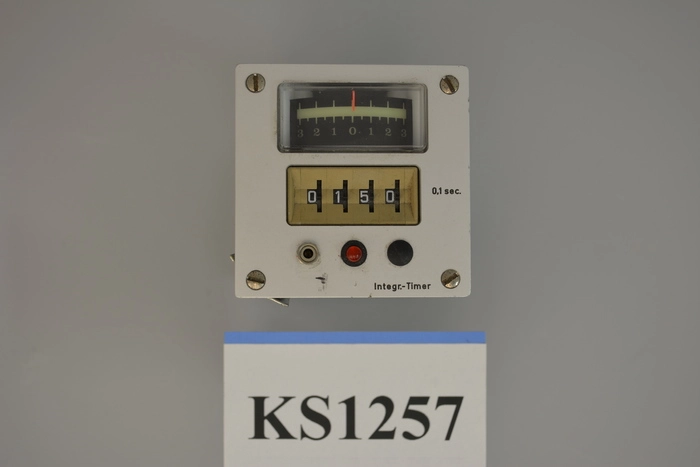 3 2 1 0 1 2 3
0 1 5 0
0,1 sec.
Integr.-Timer
KS1257